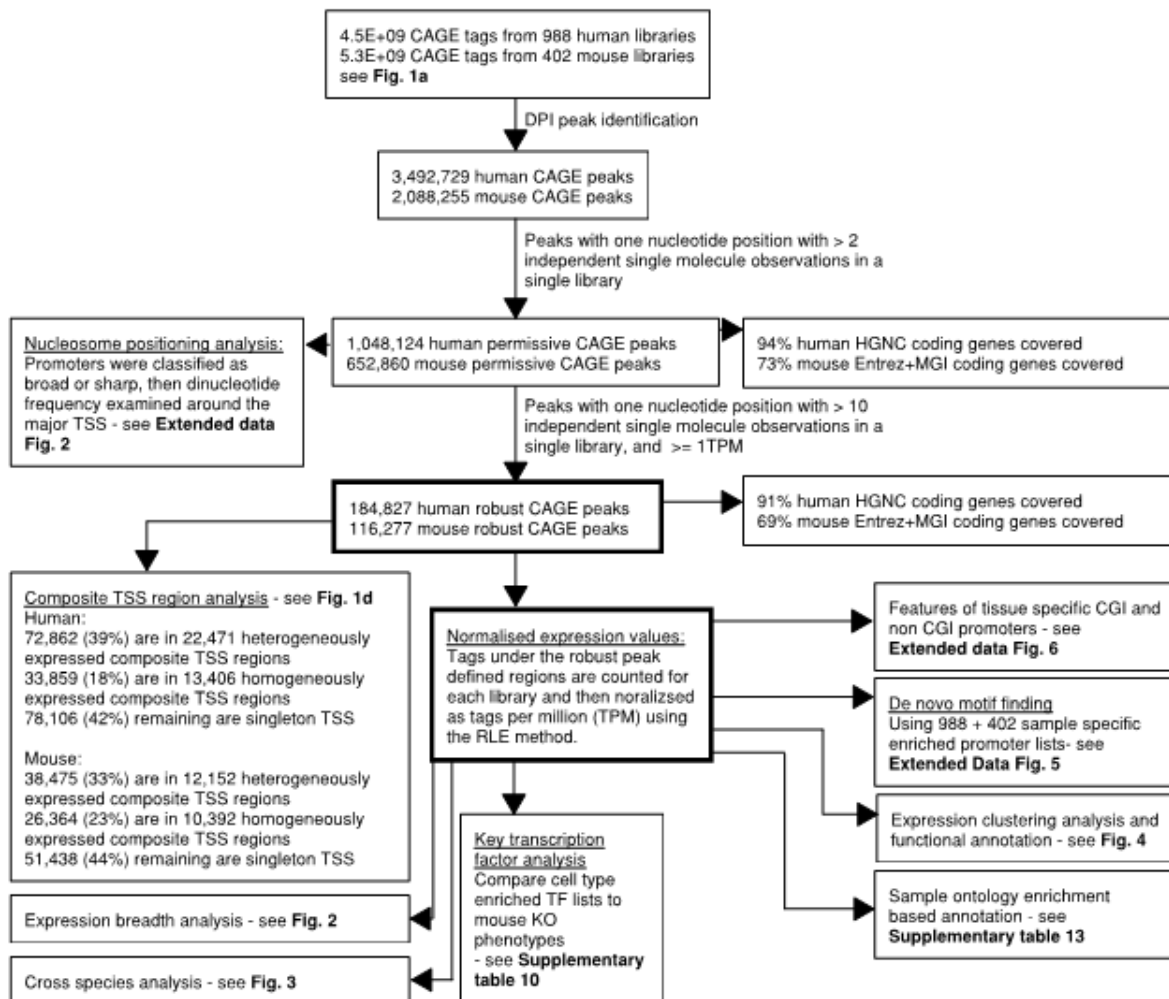 4.5E+09 CAGE tags from 988 human libraries
5.3E+09 CAGE tags from 402 mouse libraries
see Fig. 1a
DPI peak identification
3,492,729 human CAGE peaks
2,088,255 mouse CAGE peaks
Peaks with one nucleotide position with > 2
independent single molecule observations in a
single library
Nucleosome positioning analysis:
Promoters were classified as
broad or sharp, then dinucleotide
frequency examined around the
major TSS - see Extended data
Fig. 2
1,048,124 human permissive CAGE peaks
652,860 mouse permissive CAGE peaks
94% human HGNC coding genes covered
73% mouse Entrez+MGI coding genes covered
Peaks with one nucleotide position with > 10
independent single molecule observations in a
single library, and >= 1TPM
184,827 human robust CAGE peaks
116,277 mouse robust CAGE peaks
91% human HGNC coding genes covered
69% mouse Entrez+MGI coding genes covered
Composite TSS region analysis - see Fig. 1d
Human:
72,862 (39%) are in 22,471 heterogeneously
expressed composite TSS regions
33,859 (18%) are in 13,406 homogeneously
expressed composite TSS regions
78,106 (42%) remaining are singleton TSS
Mouse:
38,475 (33%) are in 12,152 heterogeneously
expressed composite TSS regions
26,364 (23%) are in 10,392 homogeneously
expressed composite TSS regions
51,438 (44%) remaining are singleton TSS
Normalised expression values:
Tags under the robust peak
defined regions are counted for
each library and then noralizsed
as tags per million (TPM) using
the RLE method.
Features of tissue specific CGI and
non CGI promoters - see
Extended data Fig. 6
De novo motif finding
Using 988 + 402 sample specific
enriched promoter lists- see
Extended Data Fig. 5
Expression clustering analysis and
functional annotation - see Fig. 4
Sample ontology enrichment
based annotation - see
Supplementary table 13
Key transcription
factor analysis
Compare cell type
enriched TF lists to
mouse KO
phenotypes
- see Supplementary
table 10
Expression breadth analysis - see Fig. 2
Cross species analysis - see Fig. 3